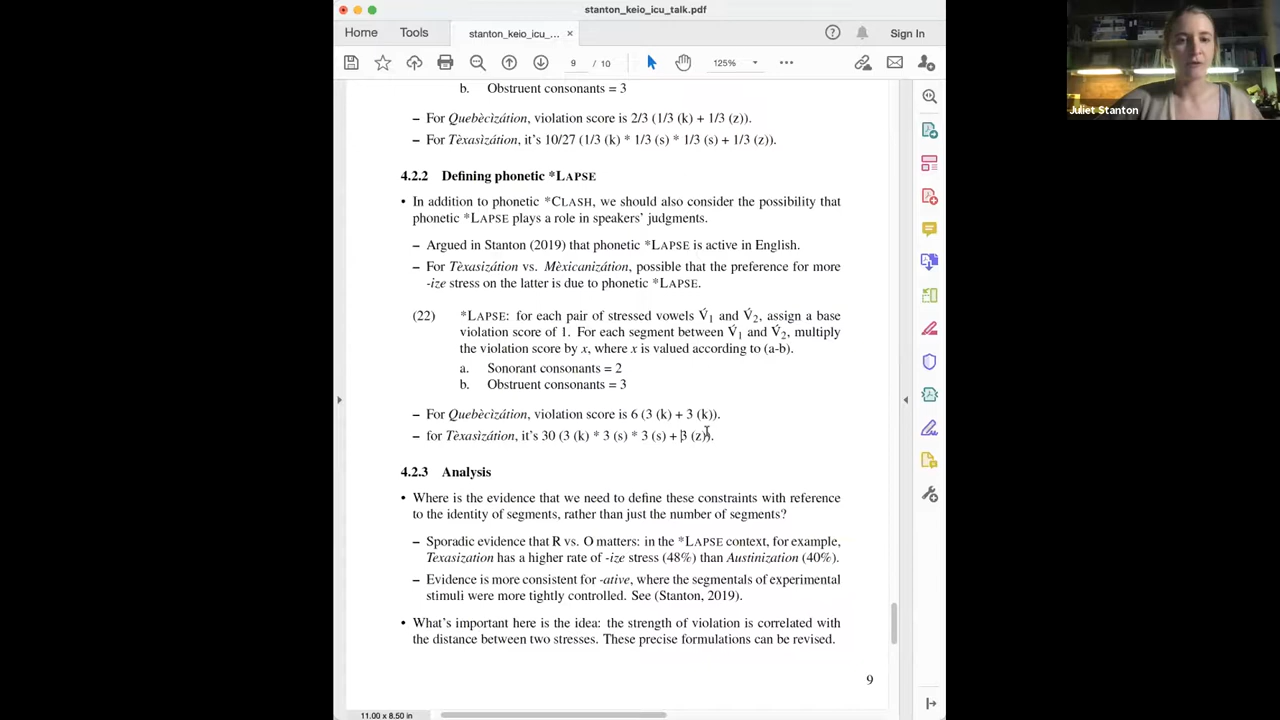 stanton_keio_icu_talk.pdf
Home Tools stanton_keio_icu_... × Sign In
9 / 10 125%
b. Obstruent consonants = 3
– For Quebècìzátion, violation score is 2/3 (1/3 (k) + 1/3 (z)).
– For Tèxasìzátion, it's 10/27 (1/3 (k) * 1/3 (s) * 1/3 (s) + 1/3 (z)).
4.2.2 Defining phonetic *LAPSE
• In addition to phonetic *CLASH, we should also consider the possibility that
phonetic *LAPSE plays a role in speakers' judgments.
– Argued in Stanton (2019) that phonetic *LAPSE is active in English.
– For Tèxasizátion vs. Mèxicanizátion, possible that the preference for more
-ize stress on the latter is due to phonetic *LAPSE.
(22) *LAPSE: for each pair of stressed vowels V́1 and V́2, assign a base
violation score of 1. For each segment between V́1 and V́2, multiply
the violation score by x, where x is valued according to (a-b).
a. Sonorant consonants = 2
b. Obstruent consonants = 3
– For Quebècìzátion, violation score is 6 (3 (k) + 3 (k)).
– for Tèxasìzátion, it's 30 (3 (k) * 3 (s) * 3 (s) + 3 (z)).
4.2.3 Analysis
• Where is the evidence that we need to define these constraints with reference
to the identity of segments, rather than just the number of segments?
– Sporadic evidence that R vs. O matters: in the *LAPSE context, for example,
Texasization has a higher rate of -ize stress (48%) than Austinization (40%).
– Evidence is more consistent for -ative, where the segmentals of experimental
stimuli were more tightly controlled. See (Stanton, 2019).
• What's important here is the idea: the strength of violation is correlated with
the distance between two stresses. These precise formulations can be revised.
9
11.00 x 8.50 in
Juliet Stanton